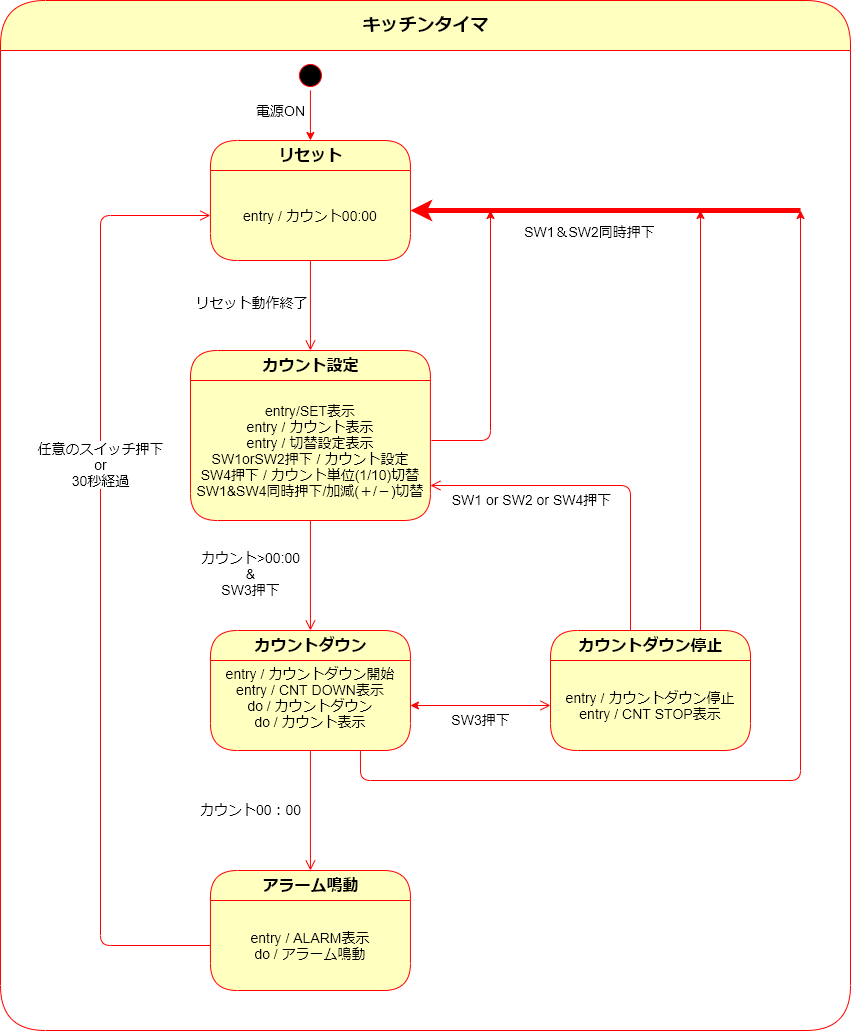 キッチンタイマ
電源ON
リセット
entry / カウント00:00
SW1＆SW2同時押下
リセット動作終了
カウント設定
entry/SET表示
entry / カウント表示
entry / 切替設定表示
SW1orSW2押下 / カウント設定
SW4押下 / カウント単位(1/10)切替
SW1&SW4同時押下/加減(＋/－)切替
任意のスイッチ押下
or
30秒経過
SW1 or SW2 or SW4押下
カウント>00:00
&
SW3押下
カウントダウン
entry / カウントダウン開始
entry / CNT DOWN表示
do / カウントダウン
do / カウント表示
SW3押下
カウントダウン停止
entry / カウントダウン停止
entry / CNT STOP表示
カウント00：00
アラーム鳴動
entry / ALARM表示
do / アラーム鳴動